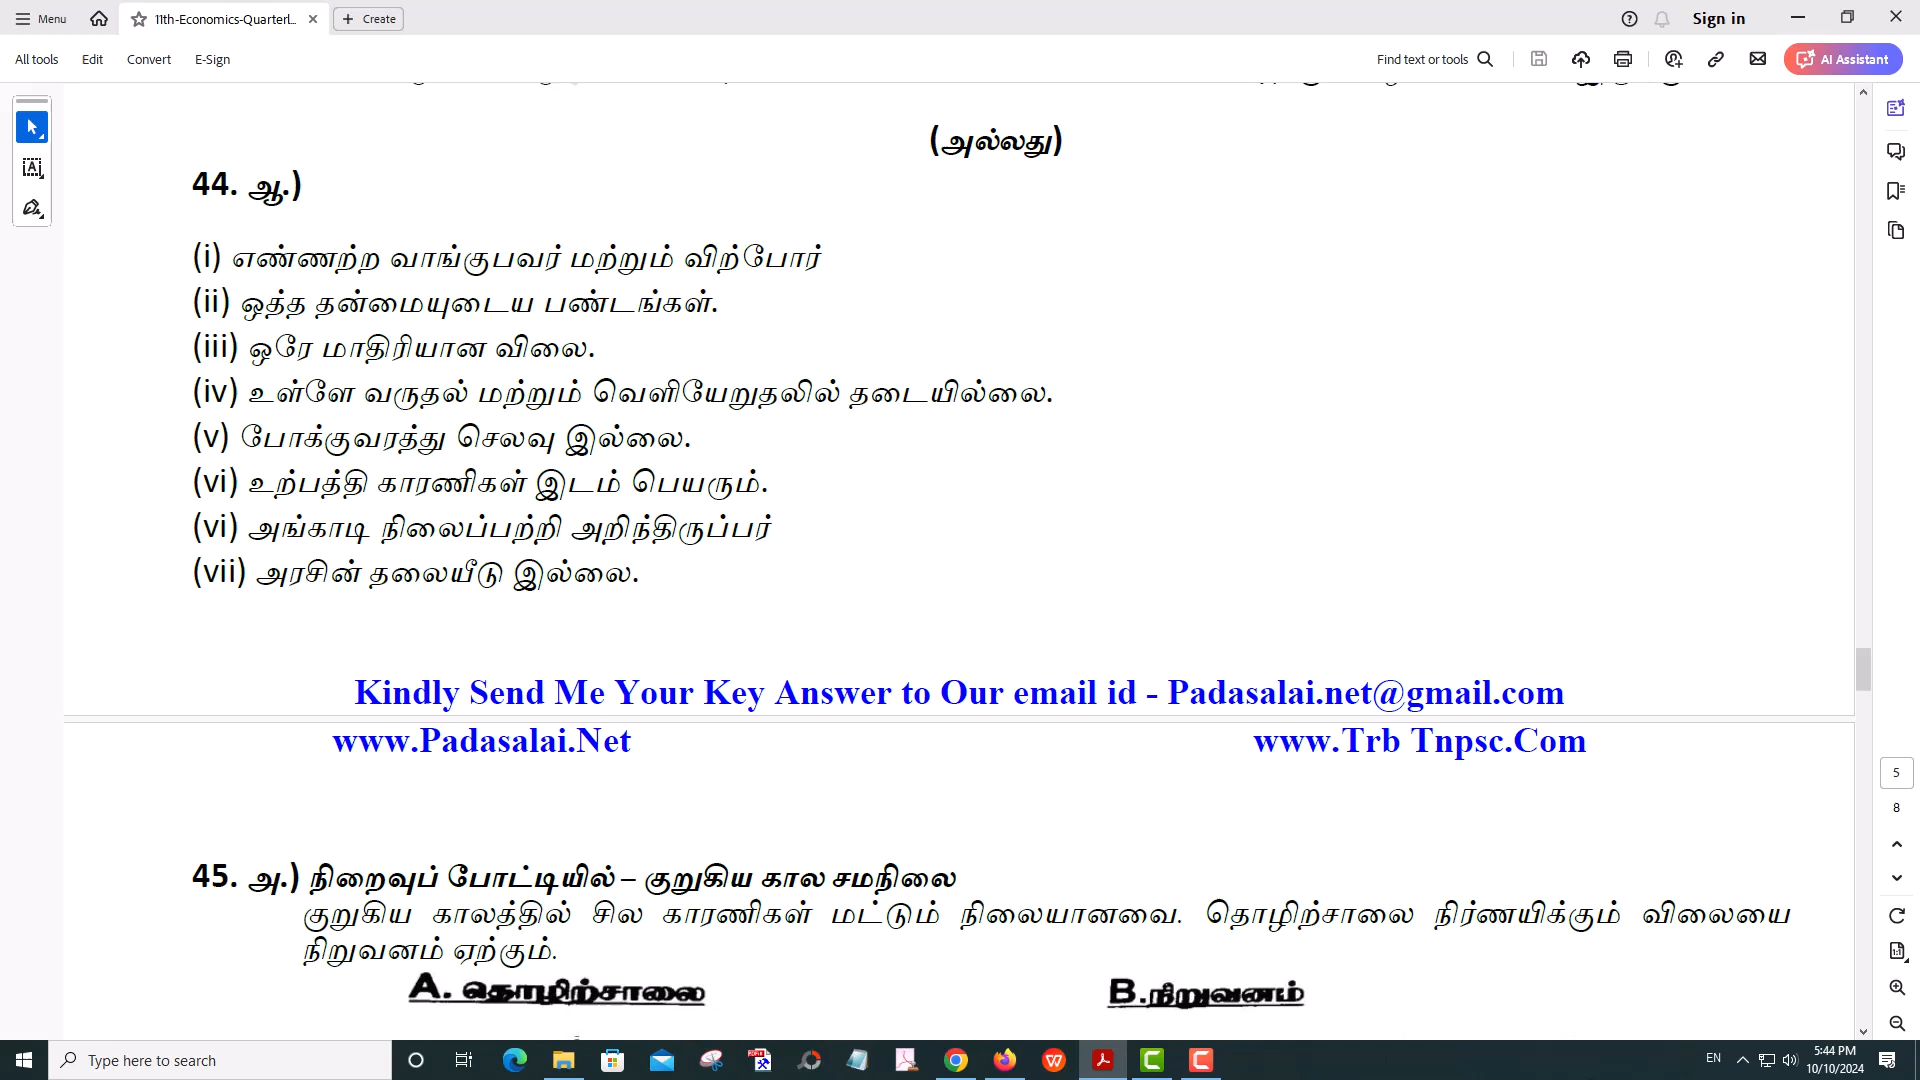 Menu
11th-Economics-Quarterl...
Create
Sign in
All tools
Edit
Convert
E-Sign
Find text or tools
AI Assistant
(அல்லது)
44. ஆ.)
(i) எண்ணற்ற வாங்குபவர் மற்றும் விற்போர்
(ii) ஒத்த தன்மையுடைய பண்டங்கள்.
(iii) ஒரே மாதிரியான விலை.
(iv) உள்ளே வருதல் மற்றும் வெளியேறுதலில் தடையில்லை.
(v) போக்குவரத்து செலவு இல்லை.
(vi) உற்பத்தி காரணிகள் இடம் பெயரும்.
(vi) அங்காடி நிலைப்பற்றி அறிந்திருப்பர்
(vii) அரசின் தலையீடு இல்லை.
Kindly Send Me Your Key Answer to Our email id - Padasalai.net@gmail.com
www.Padasalai.Net
www.Trb Tnpsc.Com
5
8
45. அ.) நிறைவுப் போட்டியில் – குறுகிய கால சமநிலை
குறுகிய காலத்தில் சில காரணிகள் மட்டும் நிலையானவை. தொழிற்சாலை நிர்ணயிக்கும் விலையை
நிறுவனம் ஏற்கும்.
A. தொழிற்சாலை
B.நிறுவனம்
Type here to search
EN
5:44 PM
10/10/2024